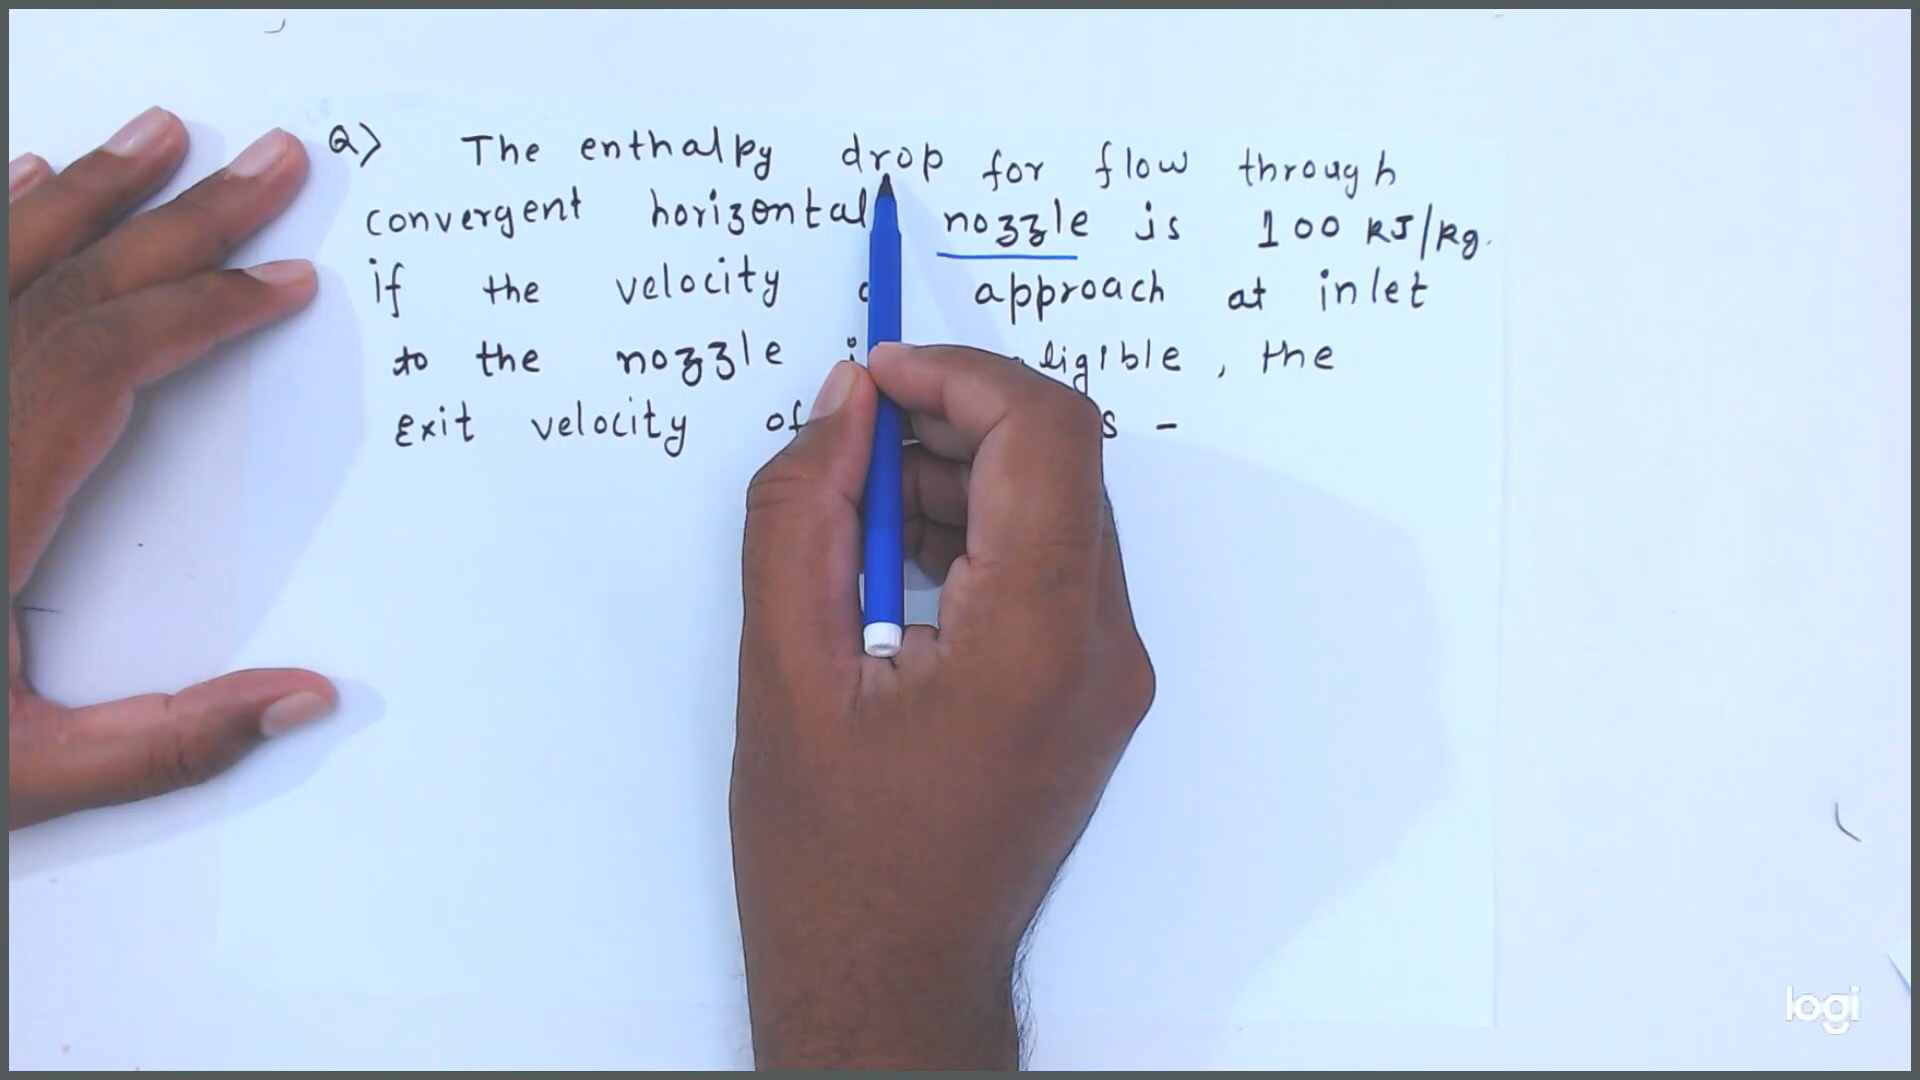 Q) The enthalpy drop for flow through
convergent horizontal nozzle is 100 KJ/Kg.
if the velocity approach at inlet
to the nozzle , the
Exit velocity of -
logi